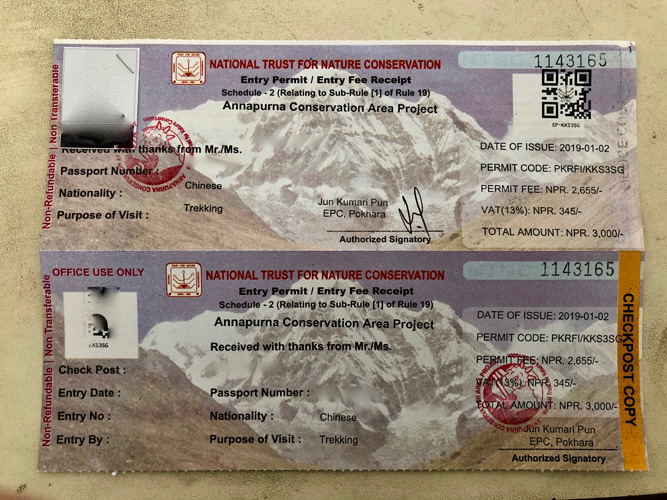 Non-Refundable | Non Transferable
NATIONAL TRUST FOR NATURE CONSERVATION
1143165
Entry Permit / Entry Fee Receipt
Schedule - 2 (Relating to Sub-Rule [1] of Rule 19)
Annapurna Conservation Area Project
EP-KKS3SG
Received with thanks from Mr./Ms.
Passport Number
Nationality : Chinese
Purpose of Visit : Trekking
Jun Kumari Pun
EPC, Pokhara
Authorized Signatory
DATE OF ISSUE: 2019-01-02
PERMIT CODE: PKRFI/KKS3SG
PERMIT FEE: NPR. 2,655/-
VAT(13%): NPR. 345/-
TOTAL AMOUNT: NPR. 3,000/-
Non-Refundable | Non Transferable
OFFICE USE ONLY
NATIONAL TRUST FOR NATURE CONSERVATION
1143165
Entry Permit / Entry Fee Receipt
Schedule - 2 (Relating to Sub-Rule [1] of Rule 19)
Annapurna Conservation Area Project
KKS3SG
Received with thanks from Mr./Ms.
Check Post :
Entry Date :
Entry No :
Entry By :
Passport Number :
Nationality : Chinese
Purpose of Visit : Trekking
DATE OF ISSUE: 2019-01-02
PERMIT CODE: PKRFI/KKS3SG
PERMIT FEE: NPR. 2,655/-
VAT(13%): NPR. 345/-
TOTAL AMOUNT: NPR. 3,000/-
Jun Kumari Pun
EPC, Pokhara
Authorized Signatory
CHECKPOST COPY